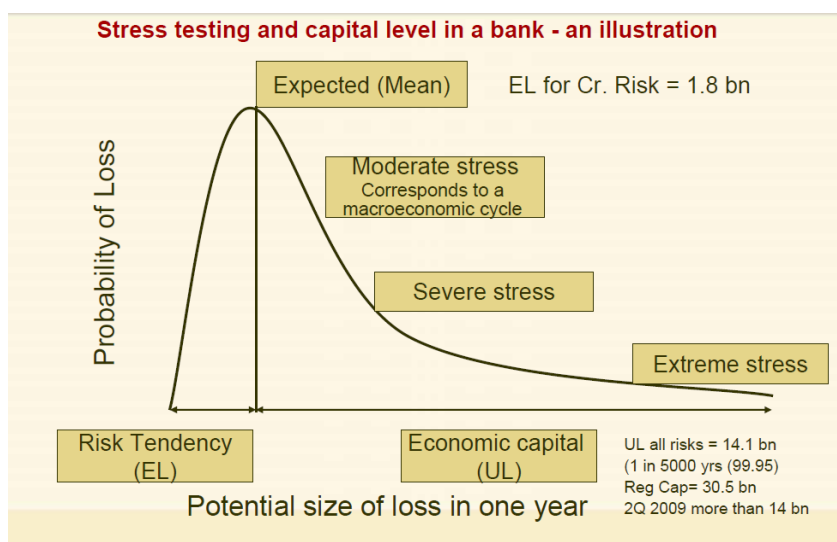 Stress testing and capital level in a bank - an illustration
Expected (Mean)
EL for Cr. Risk = 1.8 bn
Probability of Loss
Moderate stress
Corresponds to a
macroeconomic cycle
Severe stress
Extreme stress
Risk Tendency
(EL)
Economic capital
(UL)
UL all risks = 14.1 bn
(1 in 5000 yrs (99.95)
Reg Cap= 30.5 bn
2Q 2009 more than 14 bn
Potential size of loss in one year